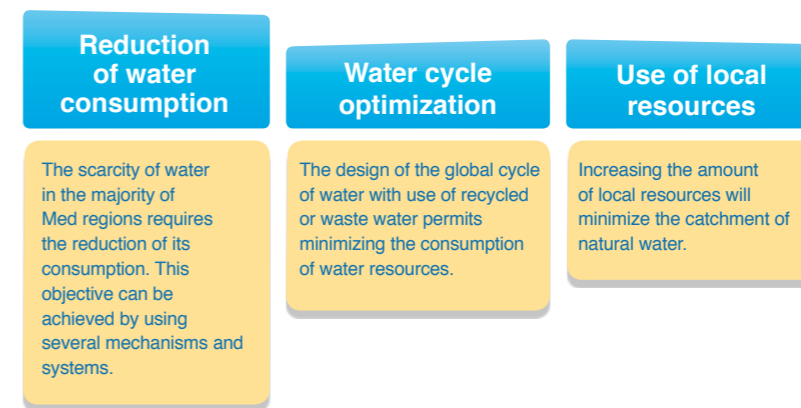 Reduction
of water
consumption
The scarcity of water
in the majority of
Med regions requires
the reduction of its
consumption. This
objective can be
achieved by using
several mechanisms and
systems.
Water cycle
optimization
The design of the global cycle
of water with use of recycled
or waste water permits
minimizing the consumption
of water resources.
Use of local
resources
Increasing the amount
of local resources will
minimize the catchment of
natural water.